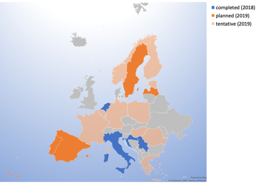 completed (2018)
planned (2019)
tentative (2019)